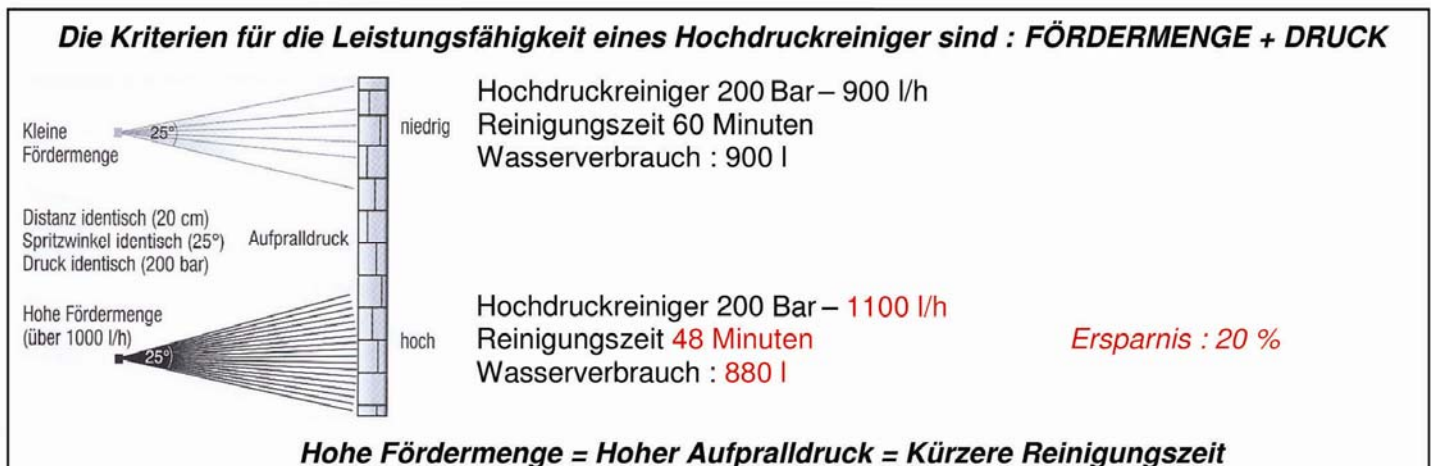 Die Kriterien für die Leistungsfähigkeit eines Hochdruckreiniger sind : FÖRDERMENGE + DRUCK
Kleine
Fördermenge
25°
niedrig
Hochdruckreiniger 200 Bar – 900 l/h
Reinigungszeit 60 Minuten
Wasserverbrauch : 900 l
Distanz identisch (20 cm)
Spritzwinkel identisch (25°)
Druck identisch (200 bar)
Aufpralldruck
Hohe Fördermenge
(über 1000 l/h)
25°
hoch
Hochdruckreiniger 200 Bar – 1100 l/h
Reinigungszeit 48 Minuten
Wasserverbrauch : 880 l
Ersparnis : 20 %
Hohe Fördermenge = Hoher Aufpralldruck = Kürzere Reinigungszeit